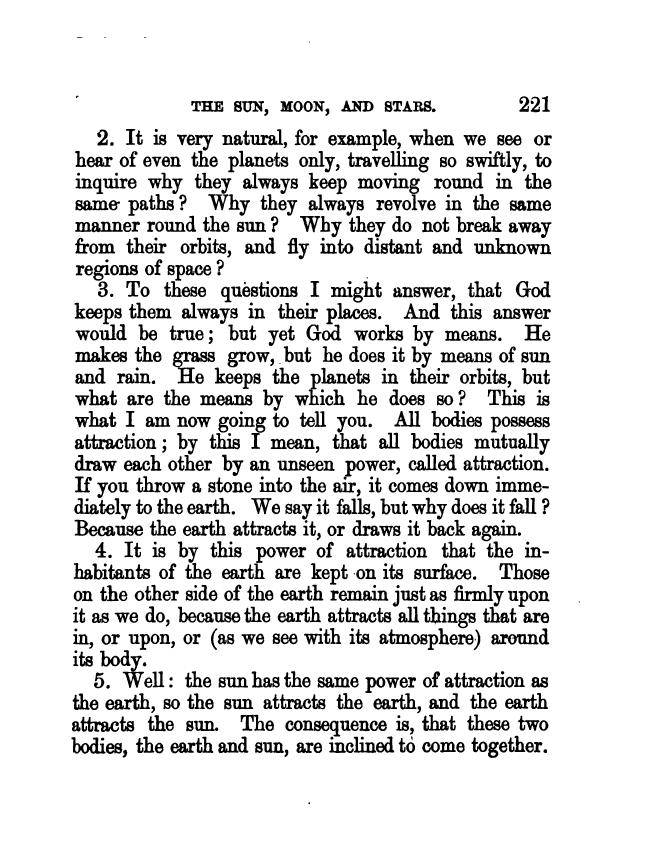 THE SUN, MOON, AND STARS. 221
2. It is very natural, for example, when we see or
hear of even the planets only, travelling so swiftly, to
inquire why they always keep moving round in the
same paths? Why they always revolve in the same
manner round the sun? Why they do not break away
from their orbits, and fly into distant and unknown
regions of space?
3. To these questions I might answer, that God
keeps them always in their places. And this answer
would be true; but yet God works by means. He
makes the grass grow, but he does it by means of sun
and rain. He keeps the planets in their orbits, but
what are the means by which he does so? This is
what I am now going to tell you. All bodies possess
attraction; by this I mean, that all bodies mutually
draw each other by an unseen power, called attraction.
If you throw a stone into the air, it comes down imme-
diately to the earth. We say it falls, but why does it fall?
Because the earth attracts it, or draws it back again.
4. It is by this power of attraction that the in-
habitants of the earth are kept on its surface. Those
on the other side of the earth remain just as firmly upon
it as we do, because the earth attracts all things that are
in, or upon, or (as we see with its atmosphere) around
its body.
5. Well: the sun has the same power of attraction as
the earth, so the sun attracts the earth, and the earth
attracts the sun. The consequence is, that these two
bodies, the earth and sun, are inclined to come together.